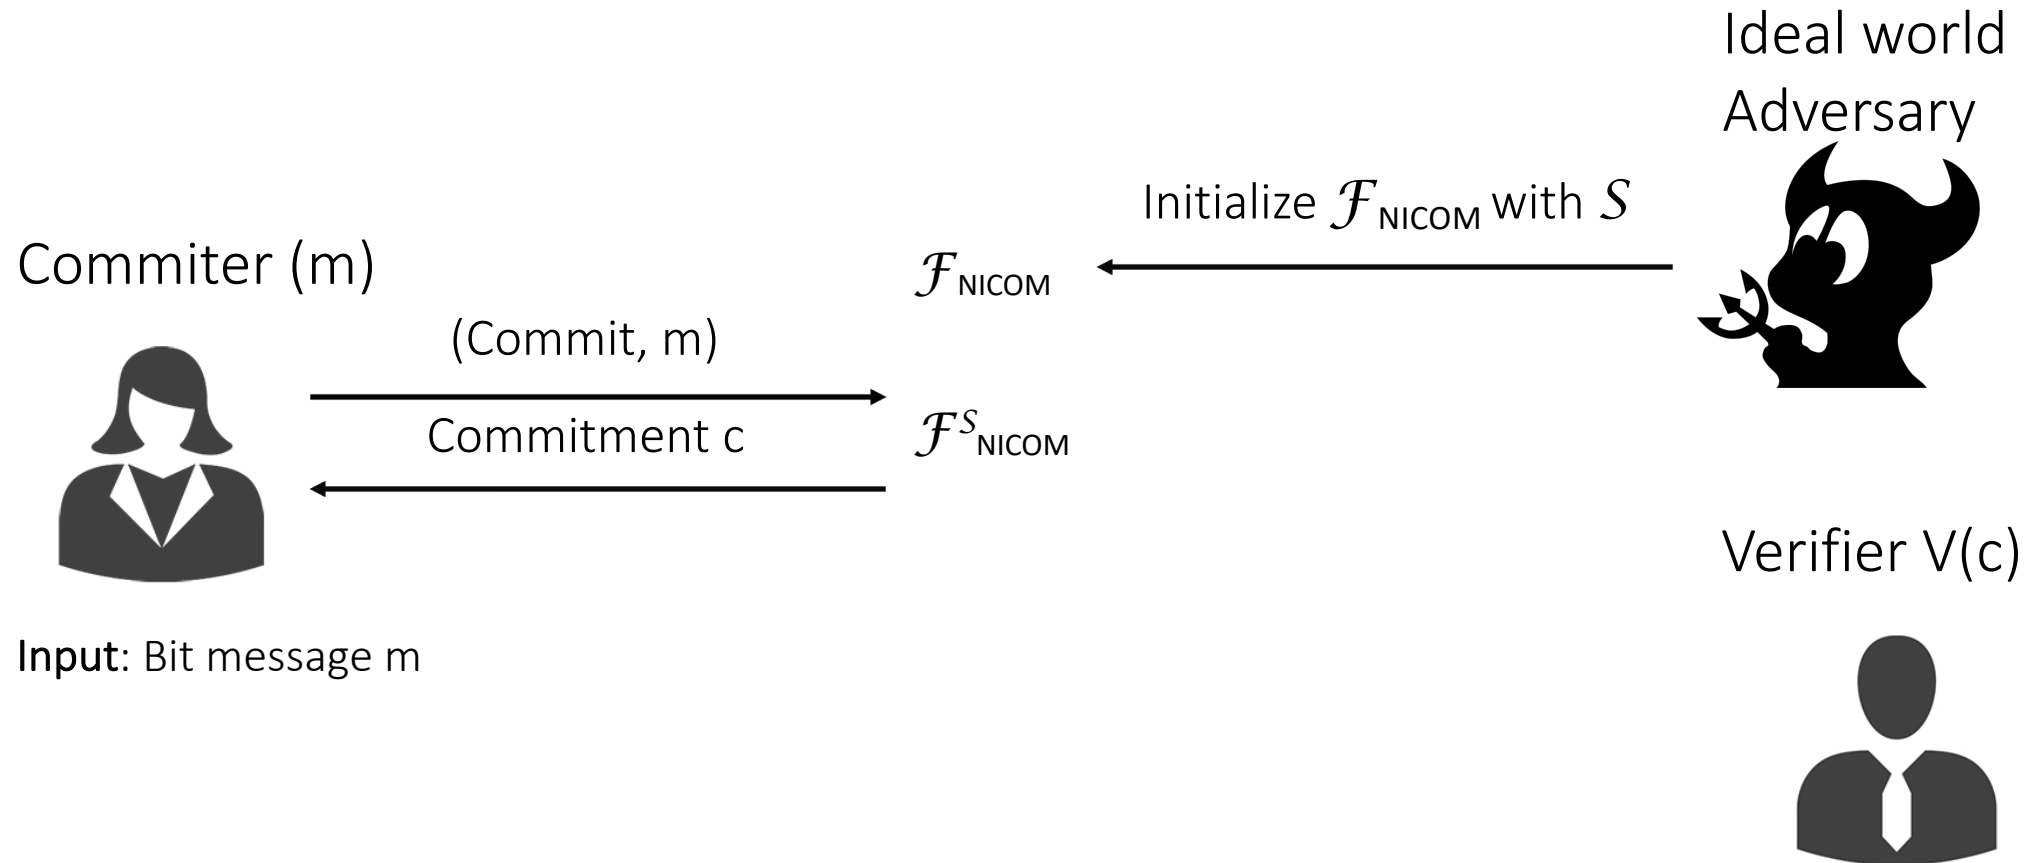 Ideal world
Adversary
Initialize ℱNICOM with 𝒮
Commiter (m)
ℱNICOM
(Commit, m)
Commitment c
ℱ𝒮NICOM
Verifier V(c)
Input: Bit message m